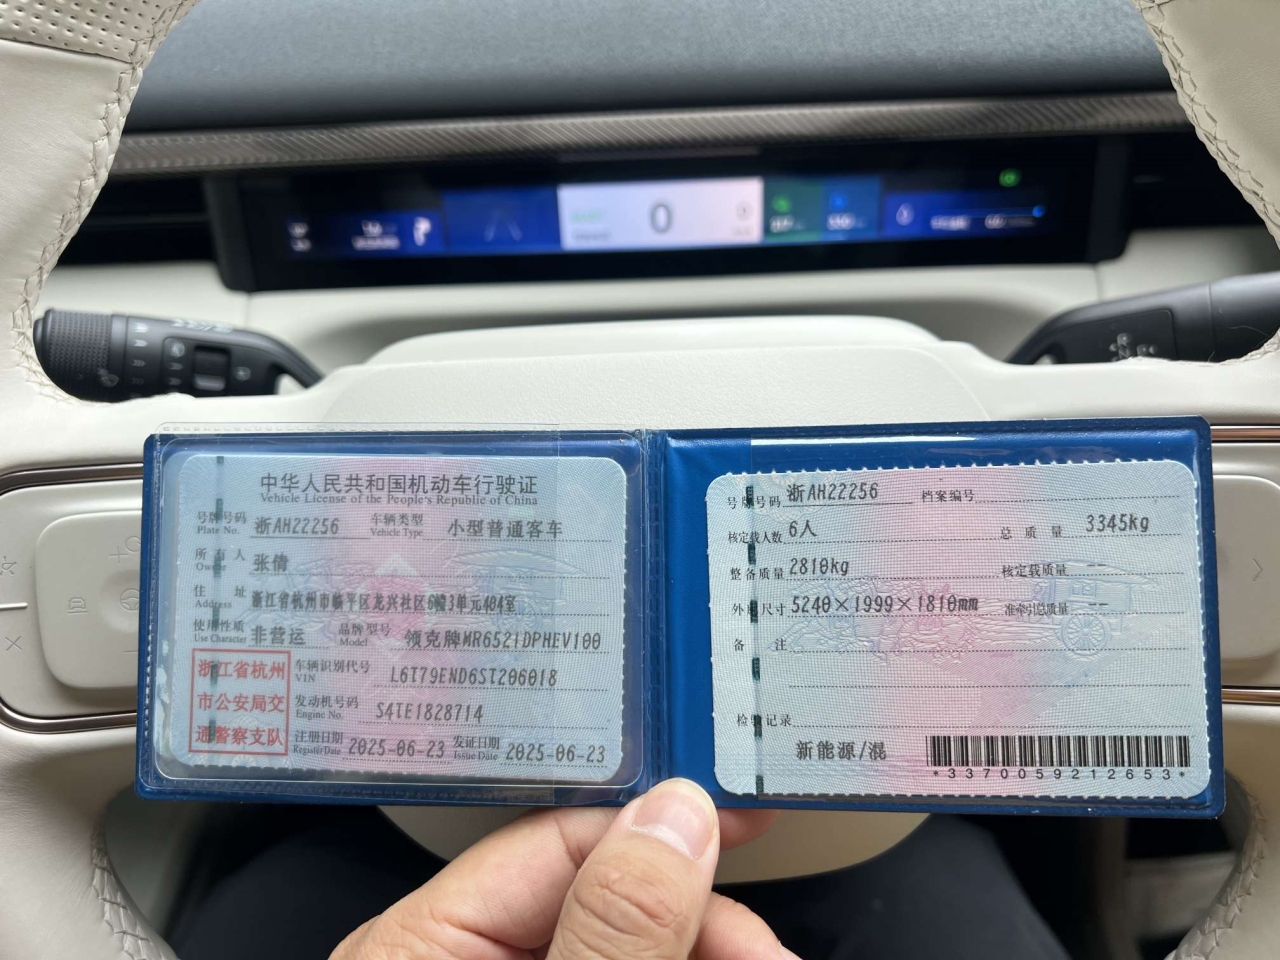 0
中华人民共和国机动车行驶证
Vehicle License of the People's Republic of China
号牌号码 浙AH22256 车辆类型 小型普通客车
Plate No. Vehicle Type
所有人 张倩
Owner
住址 浙江省杭州市临平区龙兴社区6幢3单元404室
Address
使用性质 非营运 品牌型号 领克牌MR6521DPHEV100
Use Character Model
浙江省杭州
市公安局交
通警察支队
车辆识别代号 L6T79END6ST206018
VIN
发动机号码 S4TE1828714
Engine No.
注册日期 2025-06-23 发证日期 2025-06-23
Register Date Issue Date
号牌号码 浙AH22256 档案编号
核定载人数 6人 总质量 3345kg
整备质量 2810kg 核定载质量 --
外廓尺寸 5240×1999×1810mm 准牵引总质量 --
备注
检验记录
新能源/混
*3370059212653*